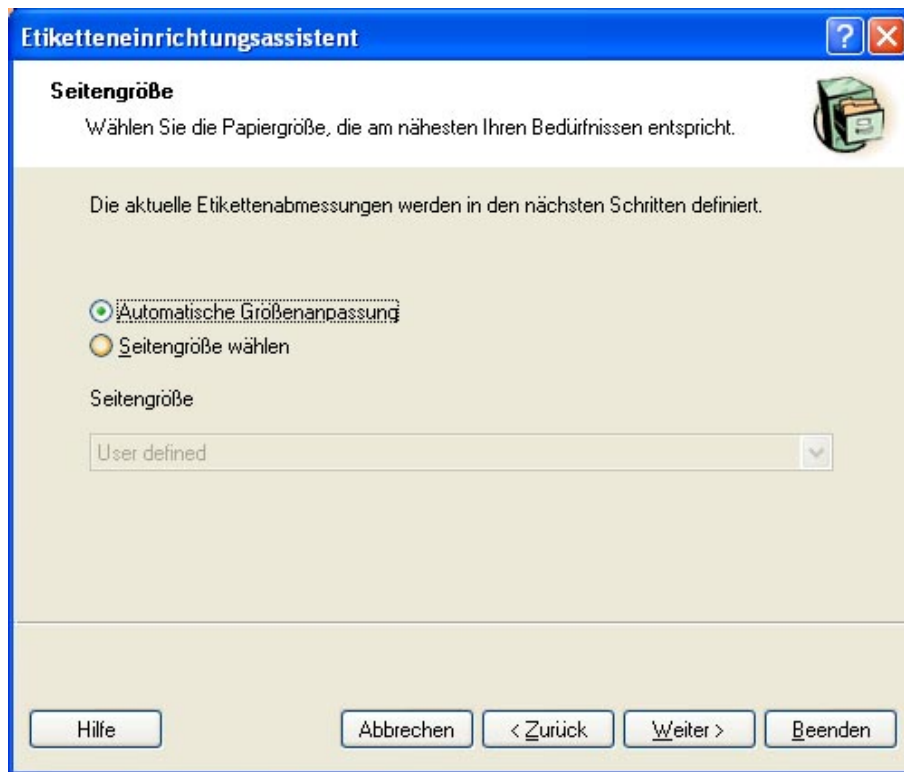 Etiketteneinrichtungsassistent
Seitengröße
Wählen Sie die Papiergröße, die am nähesten Ihren Bedürfnissen entspricht.
Die aktuelle Etikettenabmessungen werden in den nächsten Schritten definiert.
Automatische Größenanpassung
Seitengröße wählen
Seitengröße
User defined
Hilfe Abbrechen < Zurück Weiter > Beenden